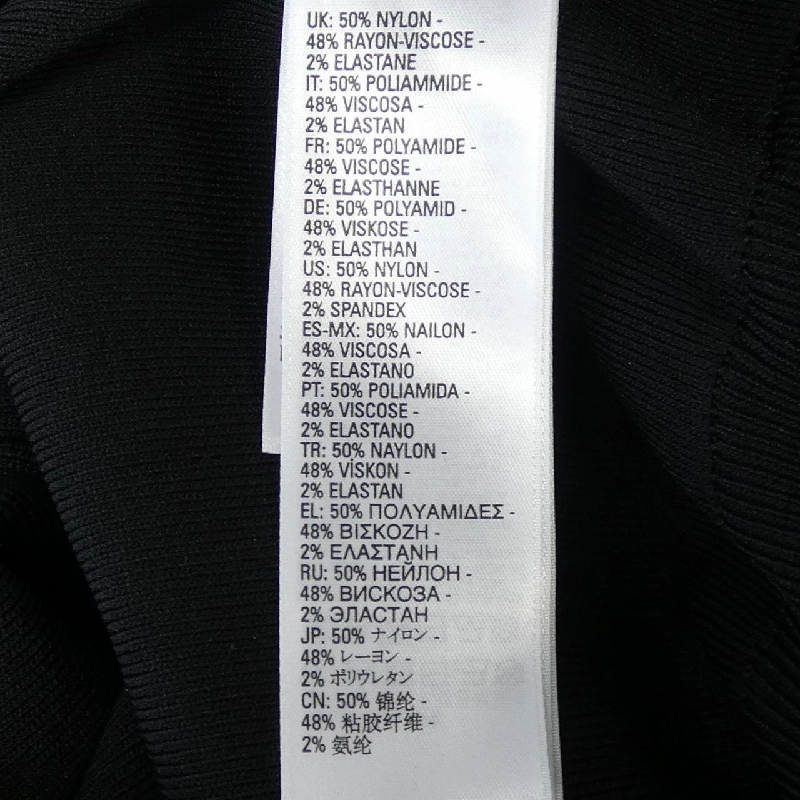 UK: 50% NYLON -
48% RAYON-VISCOSE -
2% ELASTANE
IT: 50% POLIAMMIDE -
48% VISCOSA -
2% ELASTAN
FR: 50% POLYAMIDE -
48% VISCOSE -
2% ELASTHANNE
DE: 50% POLYAMID -
48% VISKOSE -
2% ELASTHAN
US: 50% NYLON -
48% RAYON-VISCOSE -
2% SPANDEX
ES-MX: 50% NAILON -
48% VISCOSA -
2% ELASTANO
PT: 50% POLIAMIDA -
48% VISCOSE -
2% ELASTANO
TR: 50% NAYLON -
48% VİSKON -
2% ELASTAN
EL: 50% ΠΟΛΥΑΜΙΔΕΣ -
48% ΒΙΣΚΟΖΗ -
2% ΕΛΑΣΤΑΝΗ
RU: 50% НЕЙЛОН -
48% ВИСКОЗА -
2% ЭЛАСТАН
JP: 50% ナイロン -
48% レーヨン -
2% ポリウレタン
CN: 50% 锦纶 -
48% 粘胶纤维 -
2% 氨纶